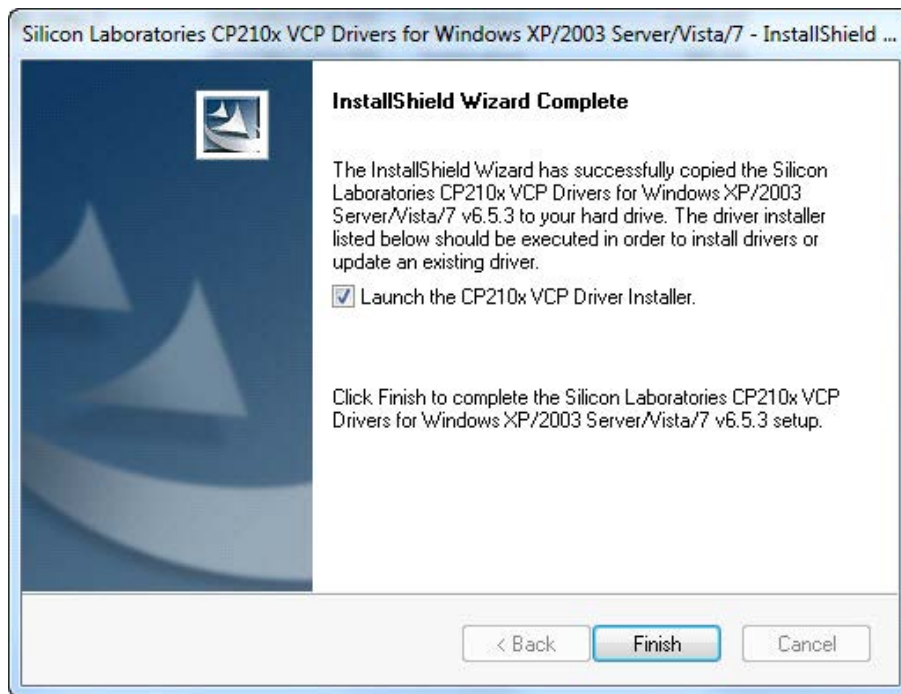 Silicon Laboratories CP210x VCP Drivers for Windows XP/2003 Server/Vista/7 - InstallShield ...
InstallShield Wizard Complete
The InstallShield Wizard has successfully copied the Silicon
Laboratories CP210x VCP Drivers for Windows XP/2003
Server/Vista/7 v6.5.3 to your hard drive. The driver installer
listed below should be executed in order to install drivers or
update an existing driver.
Launch the CP210x VCP Driver Installer.
Click Finish to complete the Silicon Laboratories CP210x VCP
Drivers for Windows XP/2003 Server/Vista/7 v6.5.3 setup.
< Back
Finish
Cancel